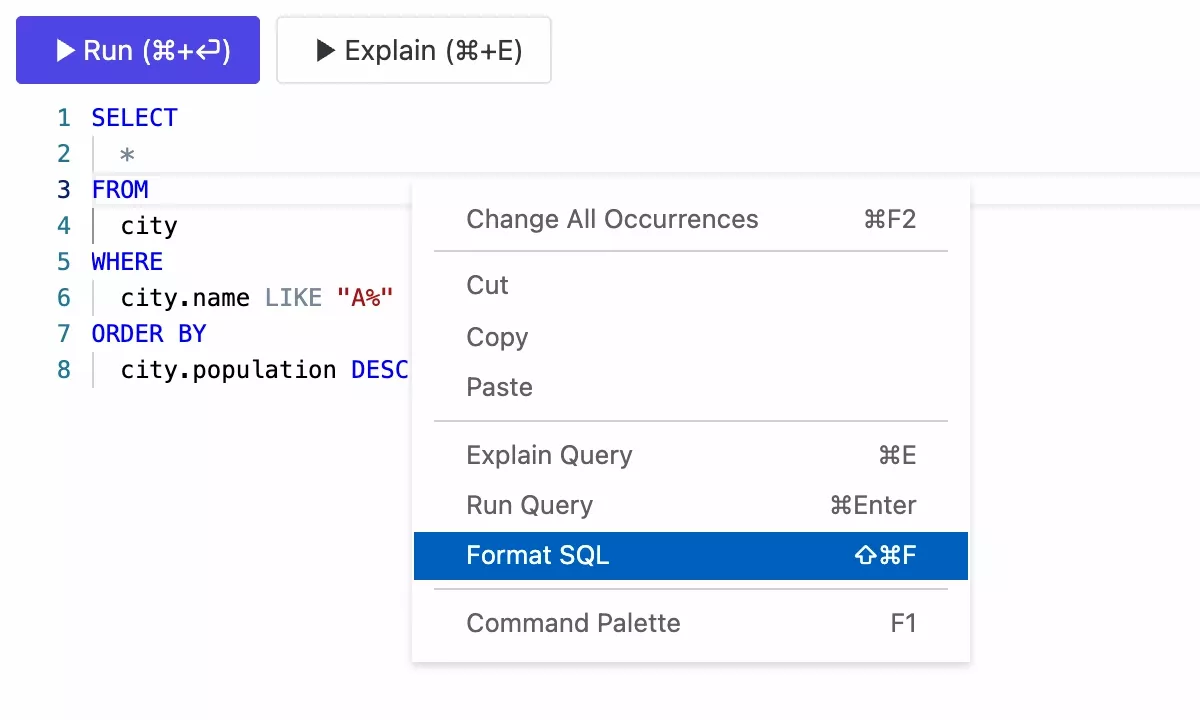 ▶ Run (⌘+⏎) ▶ Explain (⌘+E)
1 SELECT
2 *
3 FROM
4 city
5 WHERE
6 city.name LIKE "A%"
7 ORDER BY
8 city.population DESC
Change All Occurrences ⌘F2
Cut
Copy
Paste
Explain Query ⌘E
Run Query ⌘Enter
Format SQL ⇧⌘F
Command Palette F1